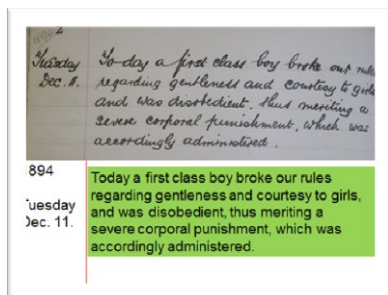 1894
Tuesday To-day a first class boy broke our rules
Dec. 11. regarding gentleness and courtesy to girls
and was disobedient, thus meriting a
severe corporal punishment, which was
accordingly administered.
894
Tuesday
Dec. 11.
Today a first class boy broke our rules
regarding gentleness and courtesy to girls,
and was disobedient, thus meriting a
severe corporal punishment, which was
accordingly administered.